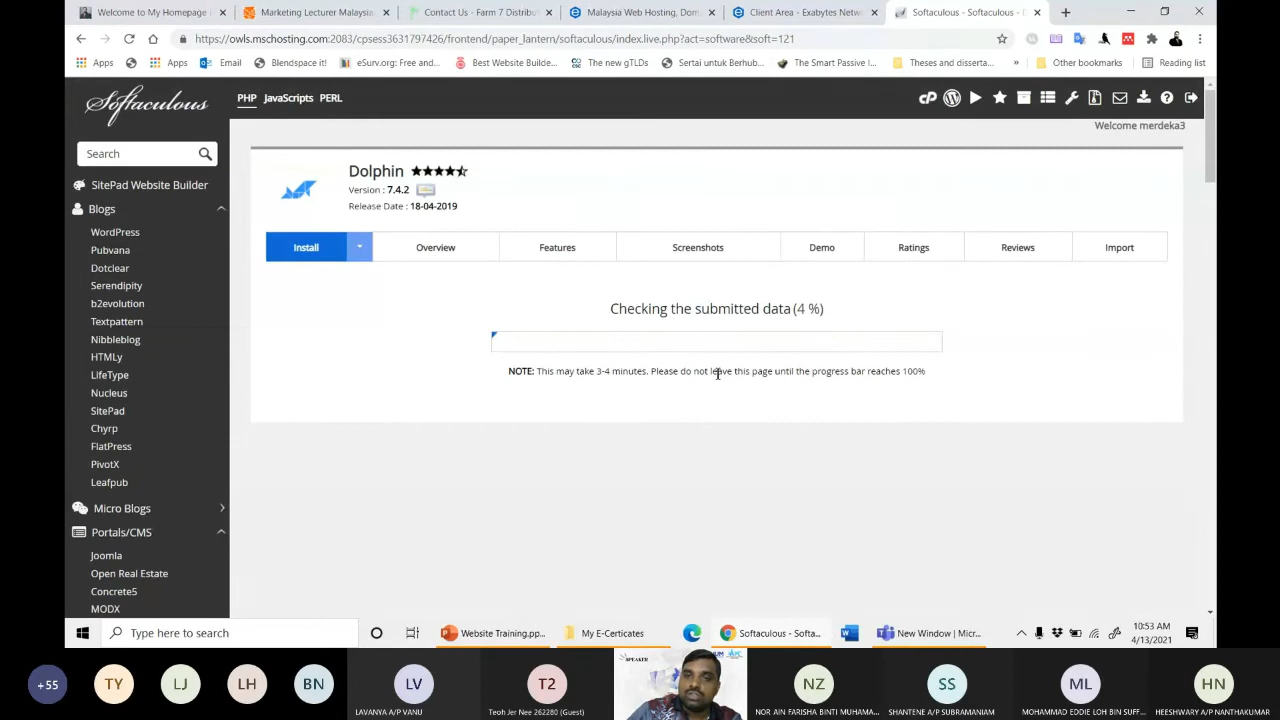 Welcome to My Homepage
Marketing Lecturer Malaysia
Contact Us - Farm 7 Distribut
Malaysia Web Hosting, Dom
Client Area - Exabytes Netw
Softaculous - Softaculous - D
https://owls.mschosting.com:2083/cpsess3631797426/frontend/paper_lantern/softaculous/index.live.php?act=software&soft=121
Apps
Apps
Email
Blendspace it!
eSurv.org: Free and...
Best Website Builde...
The new gTLDs
Sertai untuk Berhub...
The Smart Passive I...
Theses and disserta...
»
Other bookmarks
Reading list
Softaculous
PHP JavaScripts PERL
Welcome merdeka3
Search
SitePad Website Builder
Blogs
WordPress
Pubvana
Dotclear
Serendipity
b2evolution
Textpattern
Nibbleblog
HTMLy
LifeType
Nucleus
SitePad
Chyrp
FlatPress
PivotX
Leafpub
Micro Blogs
Portals/CMS
Joomla
Open Real Estate
Concrete5
MODX
Dolphin
Version : 7.4.2
Release Date : 18-04-2019
Install
Overview
Features
Screenshots
Demo
Ratings
Reviews
Import
Checking the submitted data (4 %)
NOTE: This may take 3-4 minutes. Please do not leave this page until the progress bar reaches 100%
Type here to search
Website Training.pp...
My E-Certicates
Softaculous - Softa...
New Window | Micr...
10:53 AM
4/13/2021
+55
TY
LJ
LH
BN
LV
LAVANYA A/P VANU
T2
Teoh Jer Nee 262280 (Guest)
SPEAKER
NZ
NOR AIN FARISHA BINTI MUHAMA...
SS
SHANTENE A/P SUBRAMANIAM
ML
MOHAMMAD EDDIE LOH BIN SUFF...
HN
HEESHWARY A/P NANTHAKUMAR